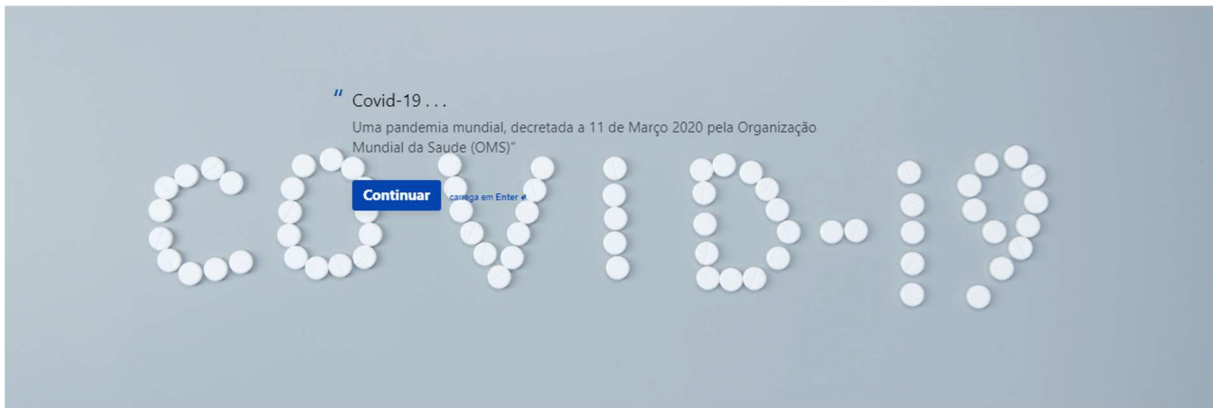 “ Covid-19 . . .
Uma pandemia mundial, decretada a 11 de Março 2020 pela Organização
Mundial da Saude (OMS)”
COVID-19
Continuar carrega em Enter ↵